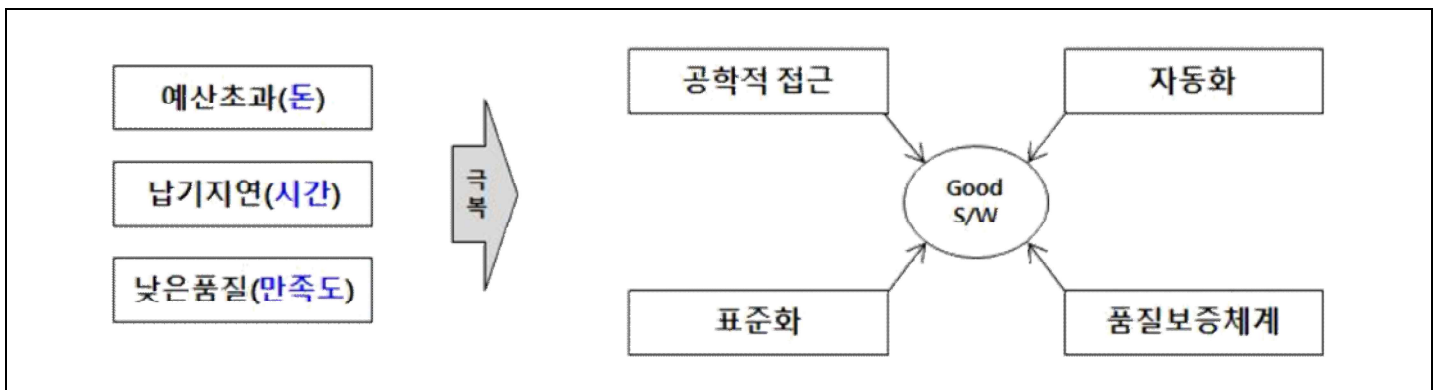 예산초과(돈)
납기지연(시간)
낮은품질(만족도)
극
복
공학적 접근
자동화
Good
S/W
표준화
품질보증체계